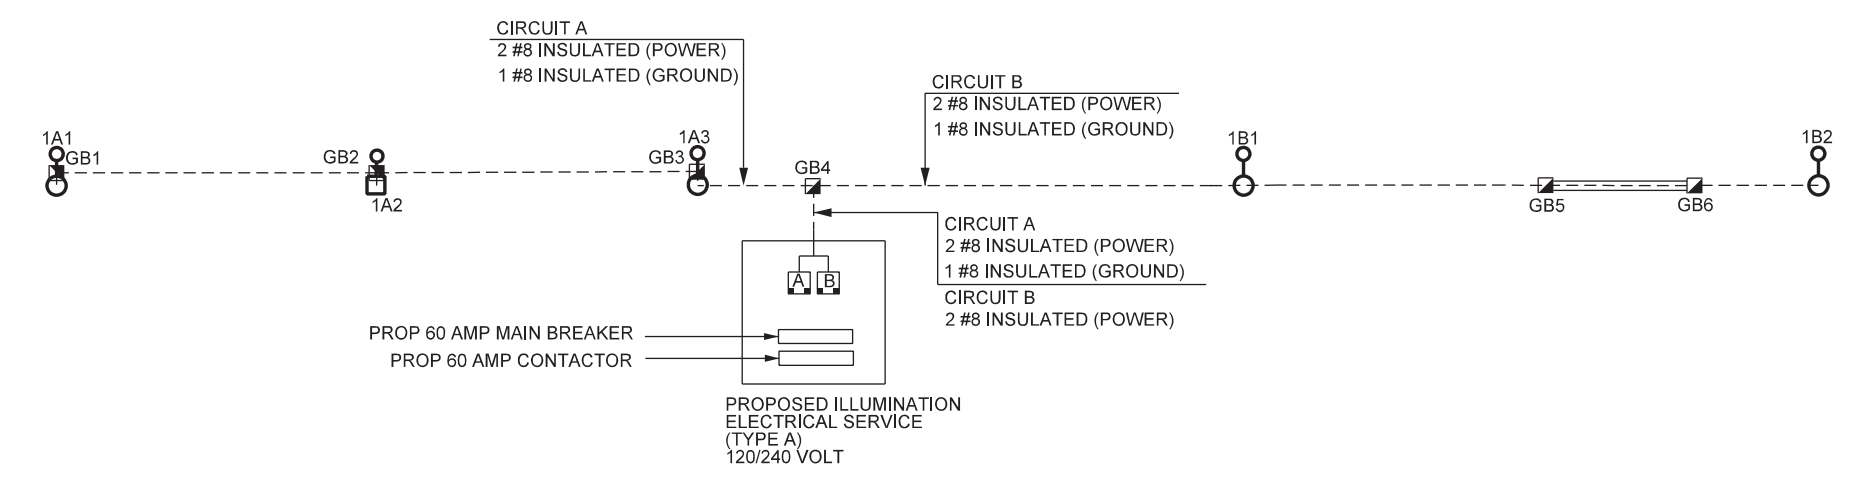 CIRCUIT A
2 #8 INSULATED (POWER)
1 #8 INSULATED (GROUND)
CIRCUIT B
2 #8 INSULATED (POWER)
1 #8 INSULATED (GROUND)
1A1
GB1
GB2
1A2
GB3
1A3
GB4
1B1
GB5
GB6
1B2
CIRCUIT A
2 #8 INSULATED (POWER)
1 #8 INSULATED (GROUND)
CIRCUIT B
2 #8 INSULATED (POWER)
A B
PROP 60 AMP MAIN BREAKER
PROP 60 AMP CONTACTOR
PROPOSED ILLUMINATION
ELECTRICAL SERVICE
(TYPE A)
120/240 VOLT